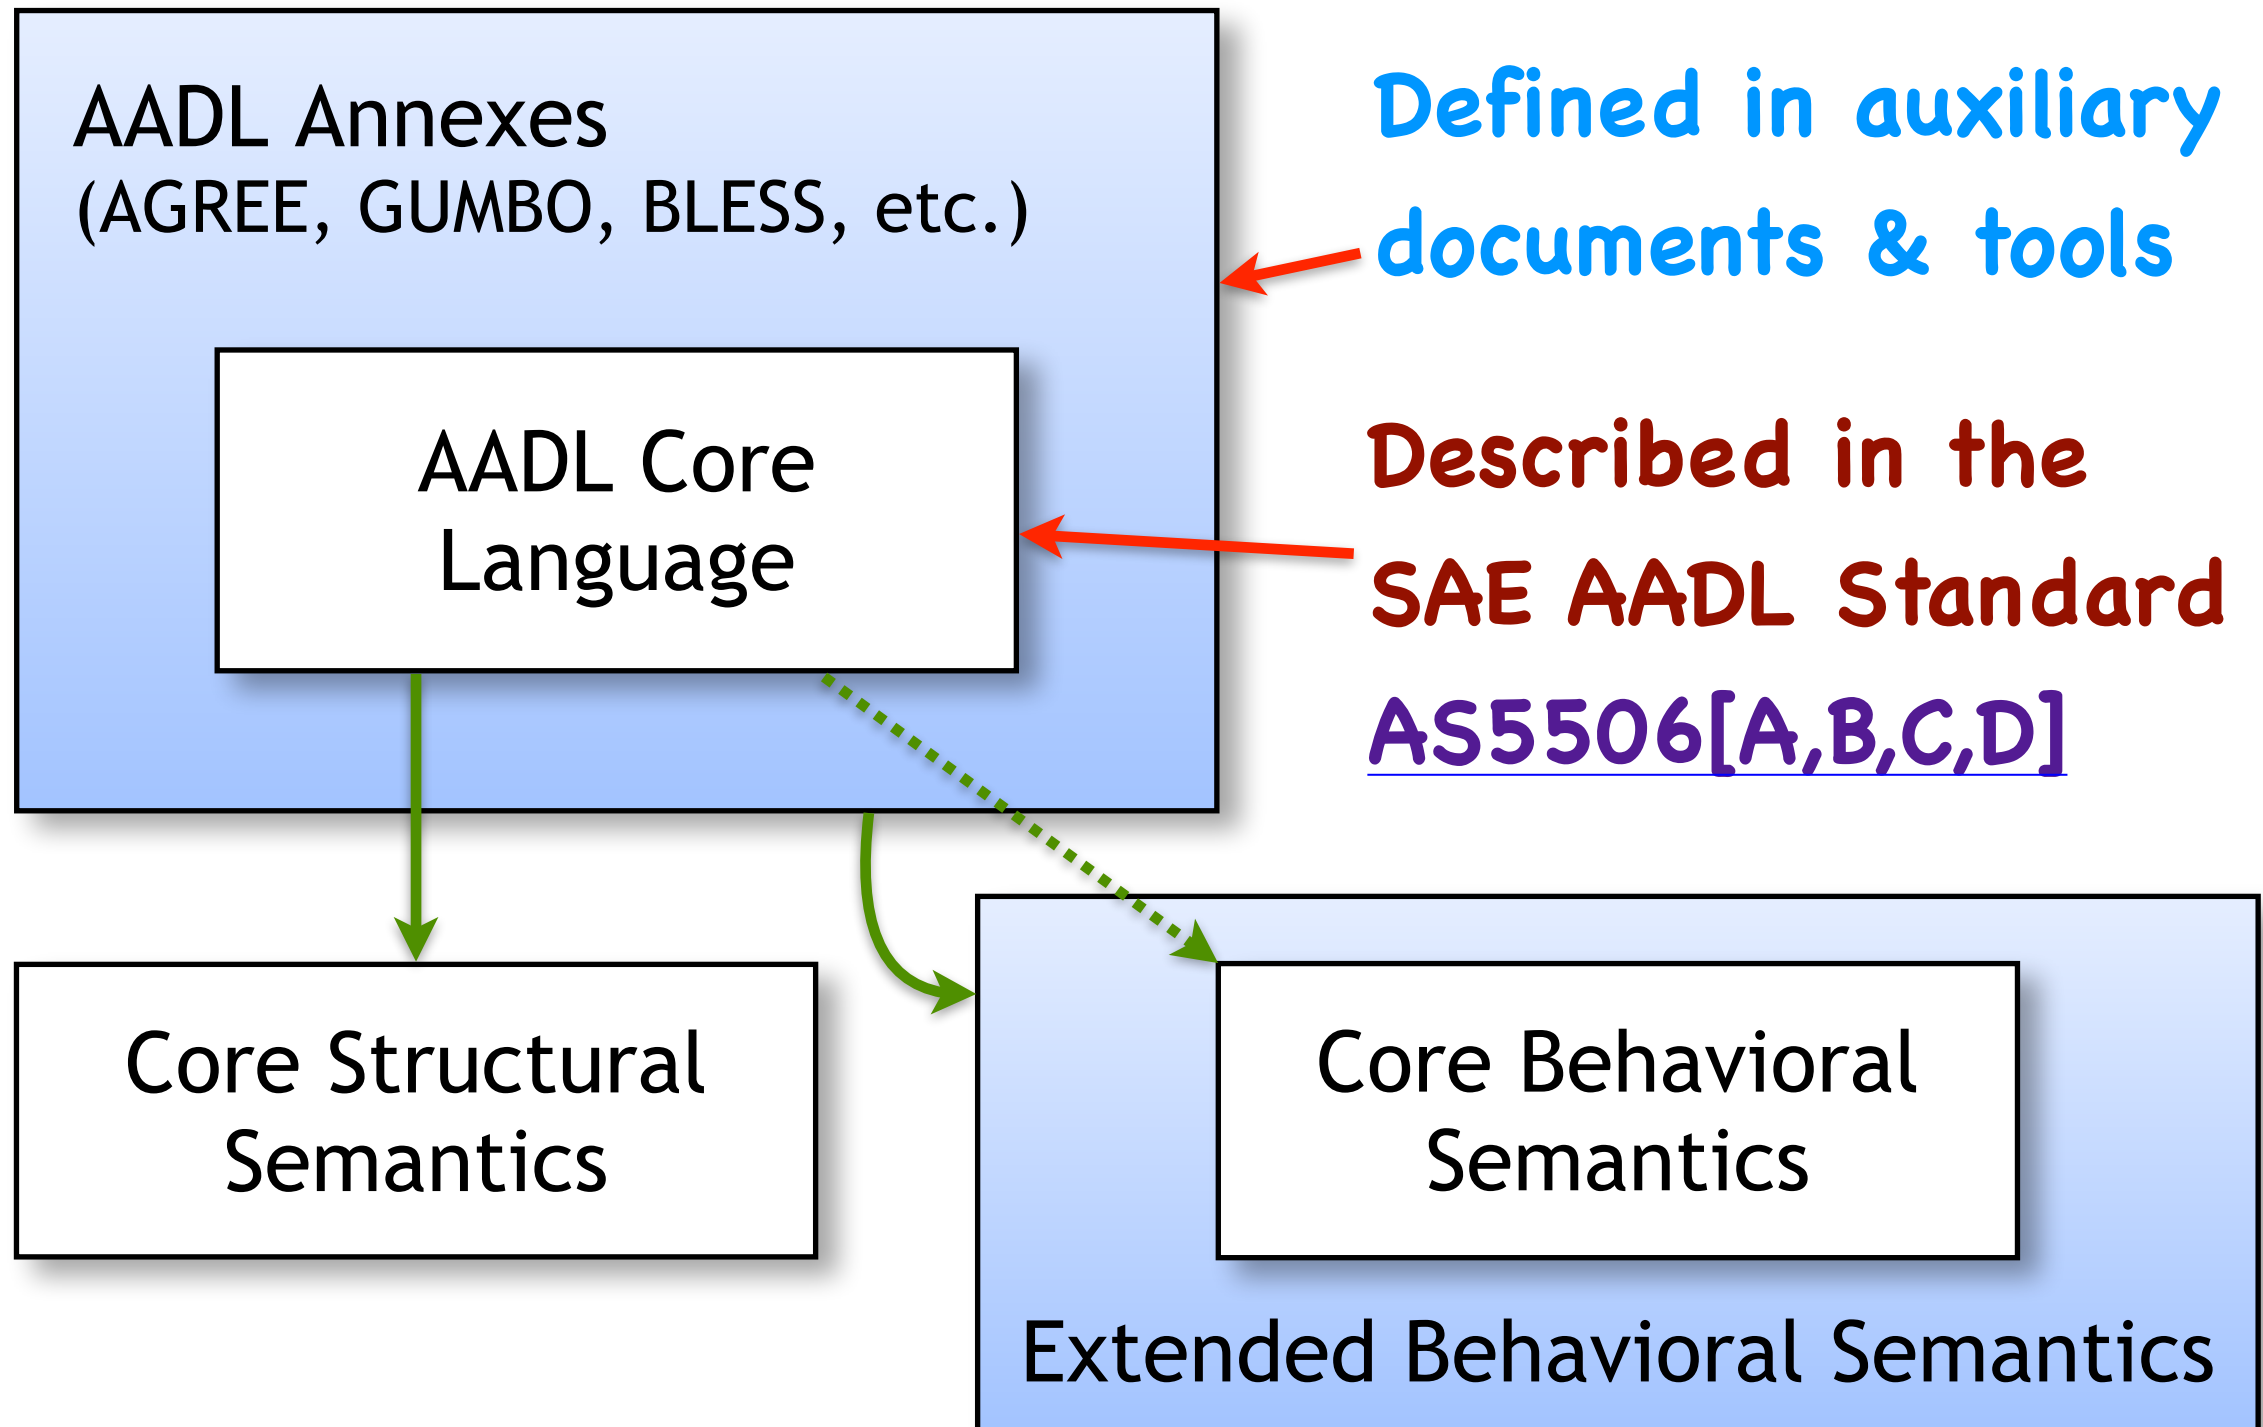 AADL Annexes
(AGREE, GUMBO, BLESS, etc.)
Defined in auxiliary
documents & tools
AADL Core
Language
Described in the
SAE AADL Standard
AS5506[A,B,C,D]
Core Structural
Semantics
Core Behavioral
Semantics
Extended Behavioral Semantics